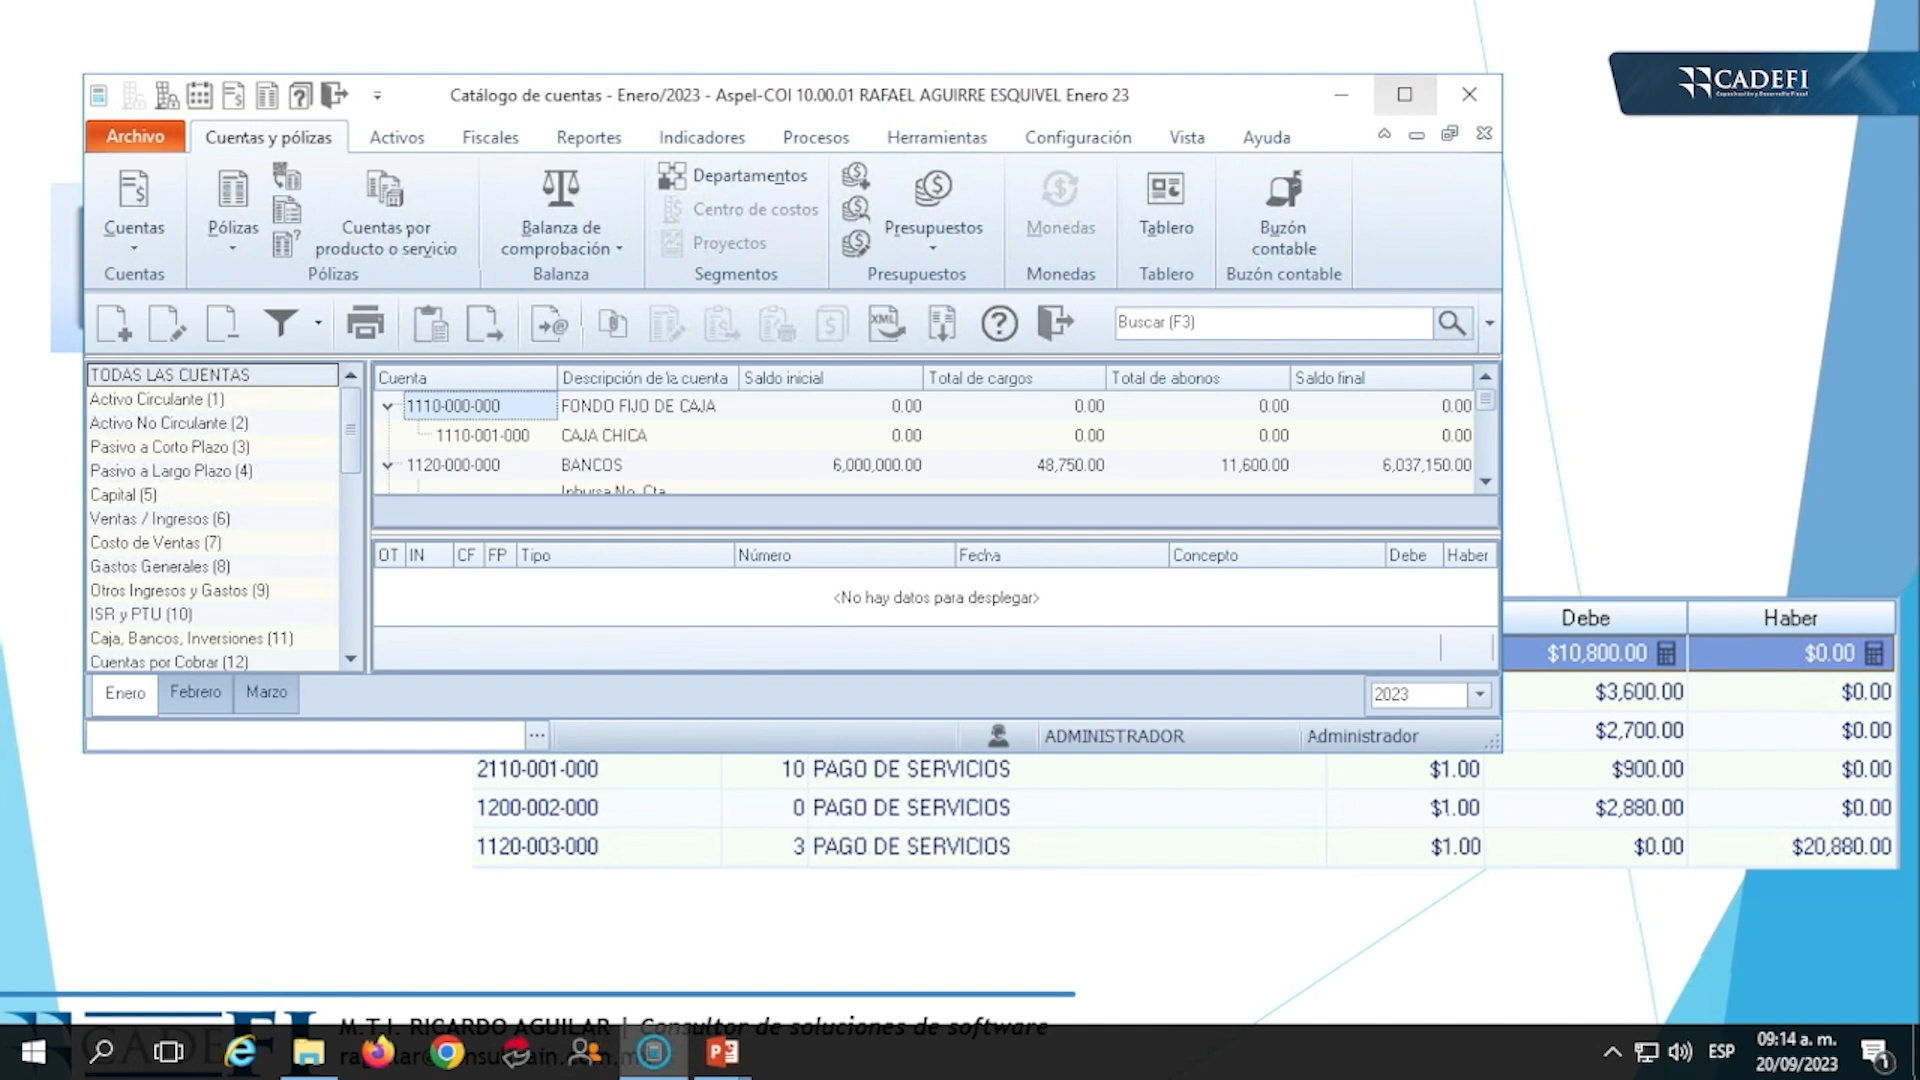 CADEFI
Capacitación y Desarrollo Fiscal
Catálogo de cuentas - Enero/2023 - Aspel-COI 10.00.01 RAFAEL AGUIRRE ESQUIVEL Enero 23
Archivo Cuentas y pólizas Activos Fiscales Reportes Indicadores Procesos Herramientas Configuración Vista Ayuda
Cuentas
Cuentas
Pólizas
Cuentas por
producto o servicio
Pólizas
Balanza de
comprobación
Balanza
Departamentos
Centro de costos
Proyectos
Segmentos
Presupuestos
Presupuestos
Monedas
Monedas
Tablero
Tablero
Buzón
contable
Buzón contable
Buscar (F3)
TODAS LAS CUENTAS
Activo Circulante (1)
Activo No Circulante (2)
Pasivo a Corto Plazo (3)
Pasivo a Largo Plazo (4)
Capital (5)
Ventas / Ingresos (6)
Costo de Ventas (7)
Gastos Generales (8)
Otros Ingresos y Gastos (9)
ISR y PTU (10)
Caja, Bancos, Inversiones (11)
Cuentas por Cobrar (12)
Cuenta Descripción de la cuenta Saldo inicial Total de cargos Total de abonos Saldo final
1110-000-000 FONDO FIJO DE CAJA 0.00 0.00 0.00 0.00
1110-001-000 CAJA CHICA 0.00 0.00 0.00 0.00
1120-000-000 BANCOS 6,000,000.00 48,750.00 11,600.00 6,037,150.00
Inbursa No. Cta.
OT IN CF FP Tipo Número Fecha Concepto Debe Haber
<No hay datos para desplegar>
Enero Febrero Marzo 2023
ADMINISTRADOR Administrador
Debe Haber
$10,800.00 $0.00
$3,600.00 $0.00
$2,700.00 $0.00
2110-001-000 10 PAGO DE SERVICIOS $1.00 $900.00 $0.00
1200-002-000 0 PAGO DE SERVICIOS $1.00 $2,880.00 $0.00
1120-003-000 3 PAGO DE SERVICIOS $1.00 $0.00 $20,880.00
M.T.I. RICARDO AGUILAR | Consultor de soluciones de software
ESP
09:14 a. m.
20/09/2023
1